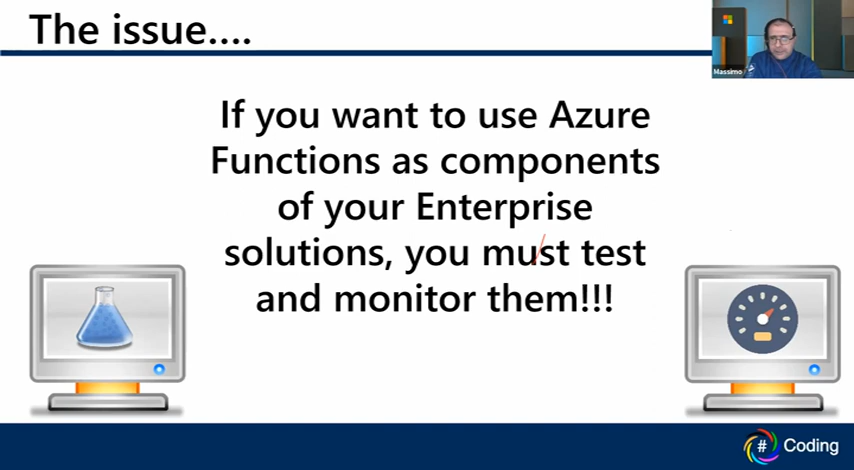 The issue....
Massimo
If you want to use Azure
Functions as components
of your Enterprise
solutions, you must test
and monitor them!!!
# Coding